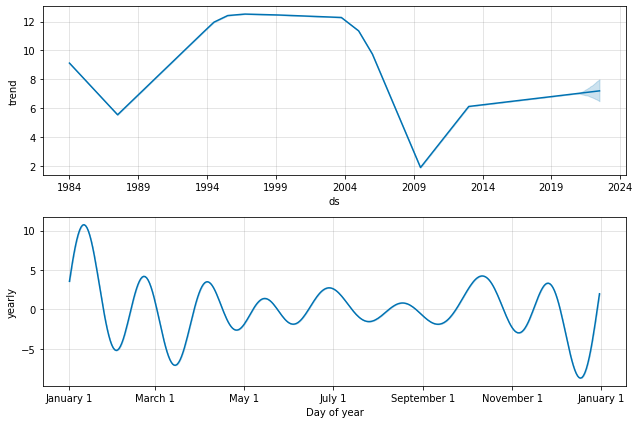 12
10
8
6
4
2
trend
1984 1989 1994 1999 2004 2009 2014 2019 2024
ds
10
5
0
−5
yearly
January 1 March 1 May 1 July 1 September 1 November 1 January 1
Day of year